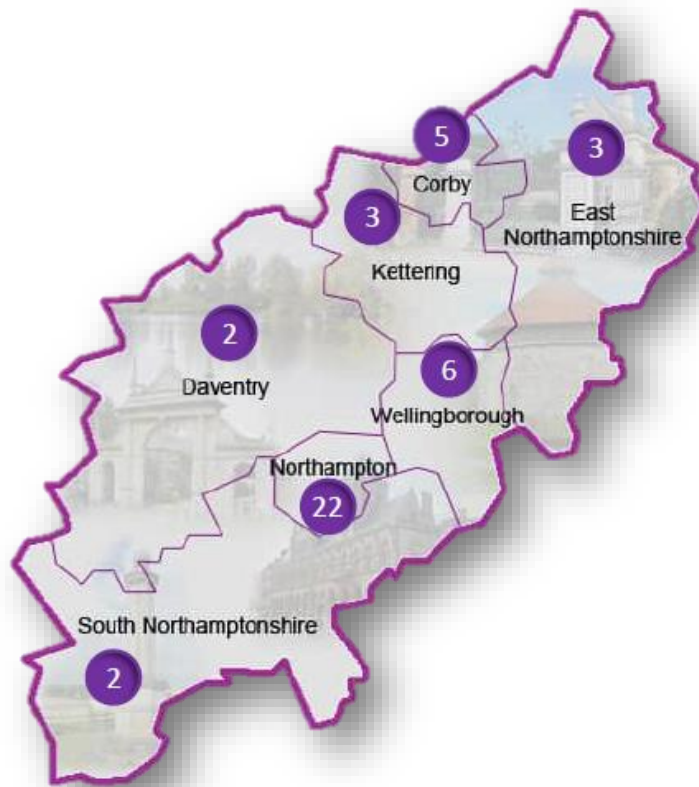 5
Corby
3
East
Northamptonshire
3
Kettering
2
Daventry
6
Wellingborough
Northampton
22
South Northamptonshire
2